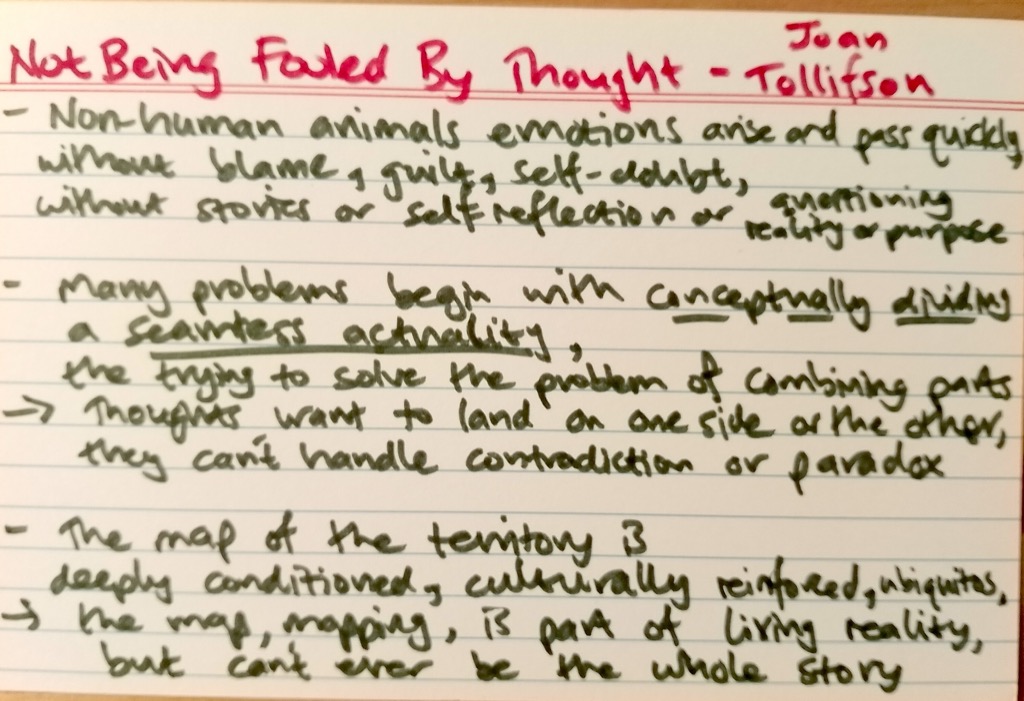 Not Being Fooled By Thought - Joan Tollifson
- Non-human animals emotions arise and pass quickly,
without blame, guilt, self-doubt,
without stories or self reflection or questioning
reality or purpose
- Many problems begin with conceptually dividing
a seamless actuality,
the trying to solve the problem of combining parts
-> Thoughts want to land on one side or the other,
they can't handle contradiction or paradox
- The map of the territory is
deeply conditioned, culturally reinforced, ubiquitos,
-> the map, mapping, is part of living reality,
but can't ever be the whole story